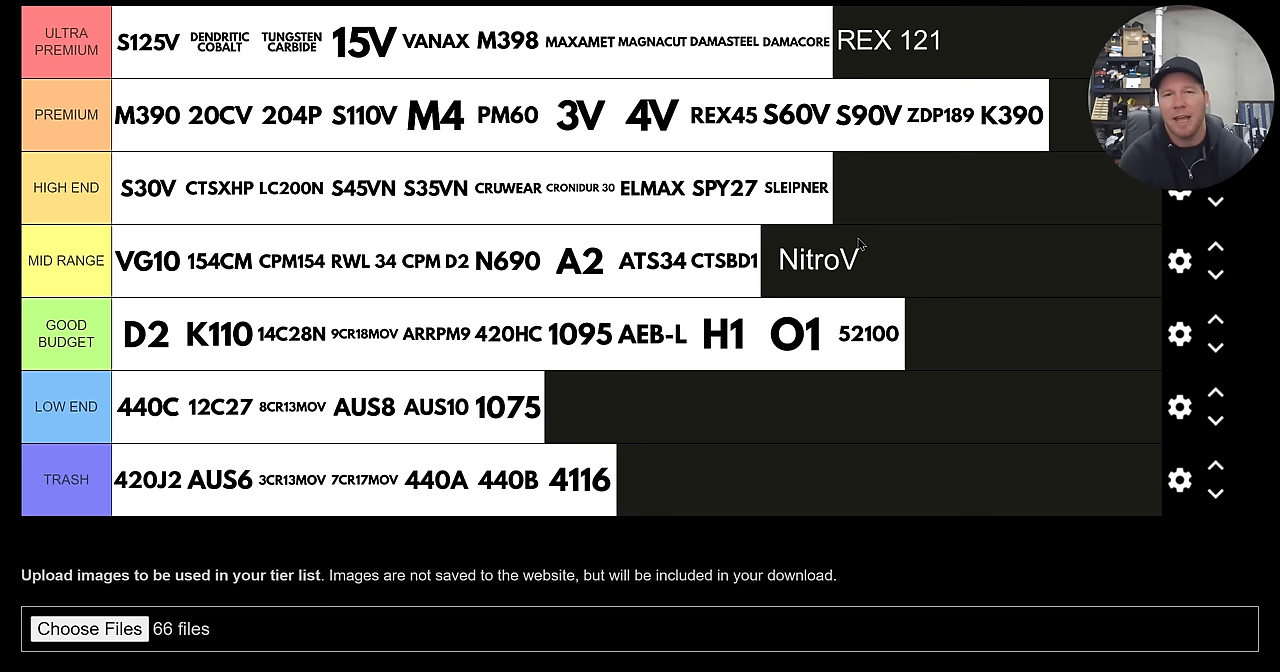 ULTRA PREMIUM
S125V DENDRITIC COBALT TUNGSTEN CARBIDE 15V VANAX M398 MAXAMET MAGNACUT DAMASTEEL DAMACORE REX 121
PREMIUM
M390 20CV 204P S110V M4 PM60 3V 4V REX45 S60V S90V ZDP189 K390
HIGH END
S30V CTSXHP LC200N S45VN S35VN CRUWEAR CRONIDUR 30 ELMAX SPY27 SLEIPNER
MID RANGE
VG10 154CM CPM154 RWL 34 CPM D2 N690 A2 ATS34 CTSBD1 NitroV
GOOD BUDGET
D2 K110 14C28N 9CR18MOV ARRPM9 420HC 1095 AEB-L H1 O1 52100
LOW END
440C 12C27 8CR13MOV AUS8 AUS10 1075
TRASH
420J2 AUS6 3CR13MOV 7CR17MOV 440A 440B 4116
Upload images to be used in your tier list. Images are not saved to the website, but will be included in your download.
Choose Files 66 files